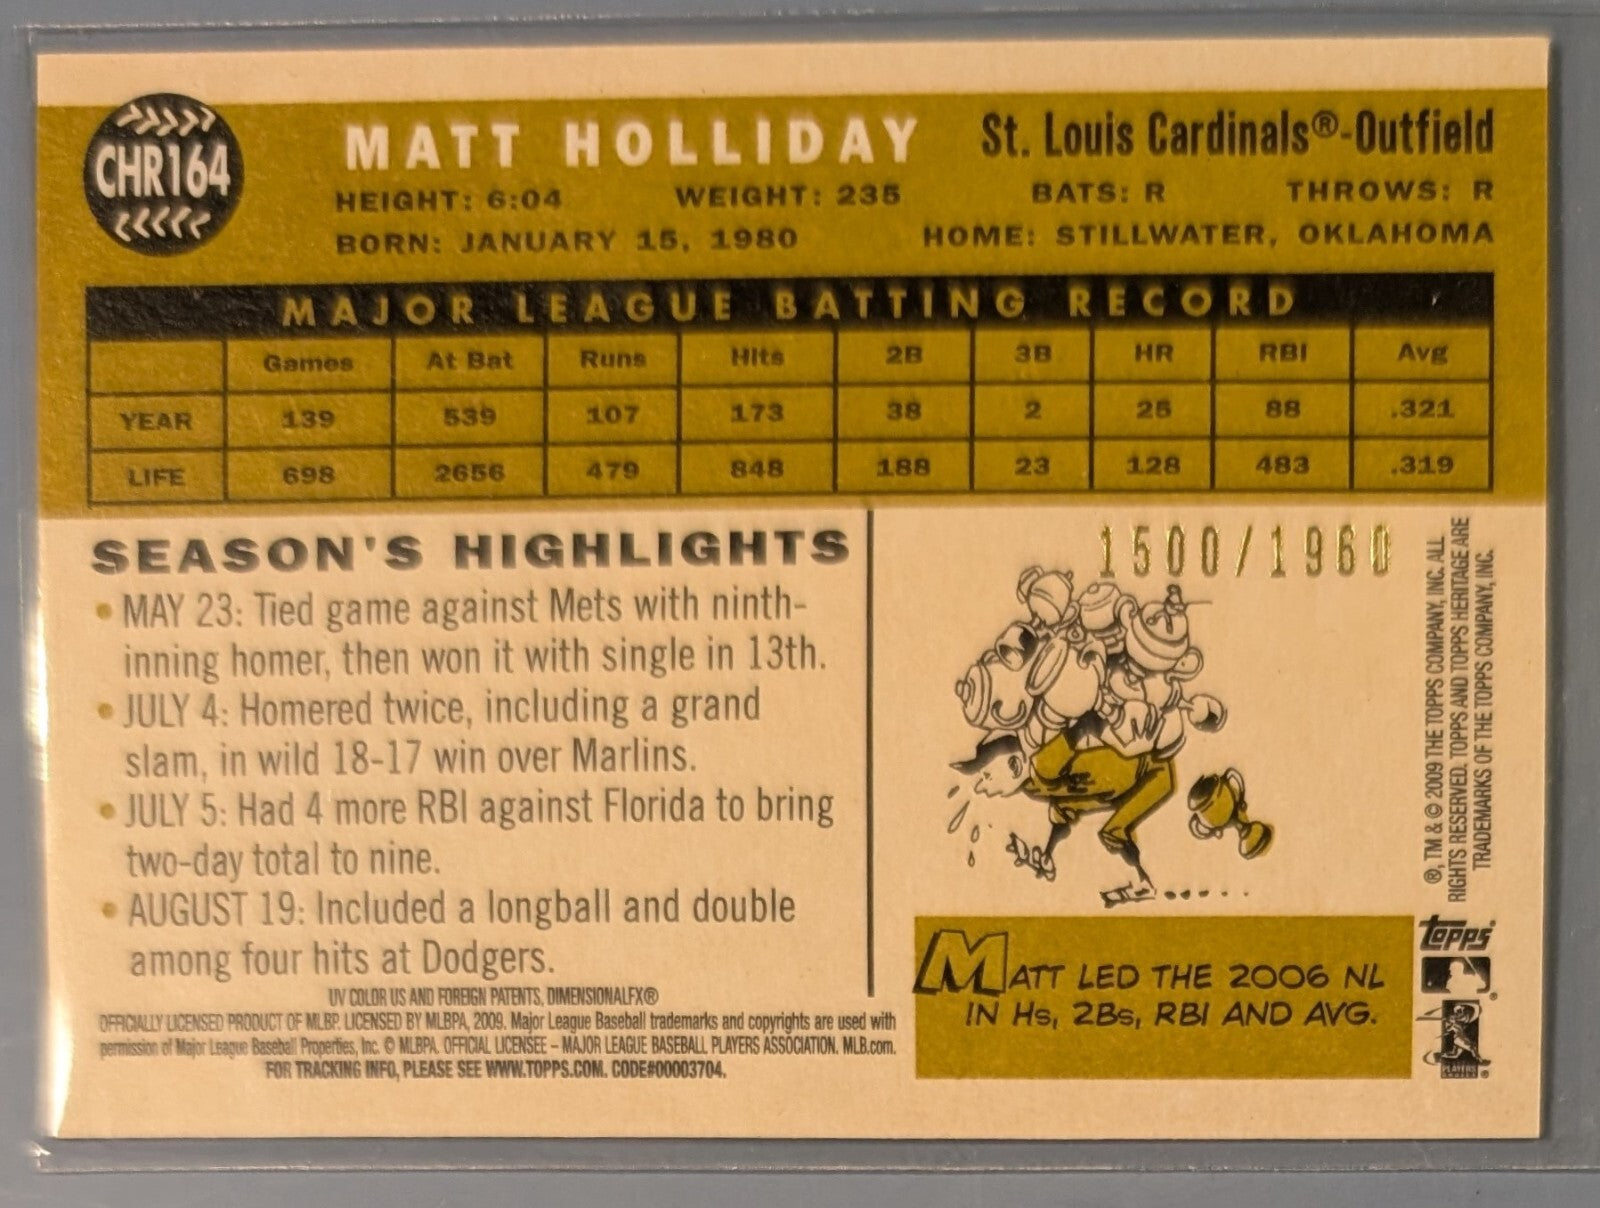 CHR164
MATT HOLLIDAY
St. Louis Cardinals®-Outfield
HEIGHT: 6:04 WEIGHT: 235 BATS: R THROWS: R
BORN: JANUARY 15, 1980 HOME: STILLWATER, OKLAHOMA
MAJOR LEAGUE BATTING RECORD
Games At Bat Runs Hits 2B 3B HR RBI Avg
YEAR 139 539 107 173 38 2 25 88 .321
LIFE 698 2656 479 848 188 23 128 483 .319
SEASON'S HIGHLIGHTS
• MAY 23: Tied game against Mets with ninth-
inning homer, then won it with single in 13th.
• JULY 4: Homered twice, including a grand
slam, in wild 18-17 win over Marlins.
• JULY 5: Had 4 more RBI against Florida to bring
two-day total to nine.
• AUGUST 19: Included a longball and double
among four hits at Dodgers.
UV COLOR US AND FOREIGN PATENTS, DIMENSIONALFX®
OFFICIALLY LICENSED PRODUCT OF MLBP. LICENSED BY MLBPA, 2009. Major League Baseball trademarks and copyrights are used with
permission of Major League Baseball Properties, Inc. © MLBPA. OFFICIAL LICENSEE – MAJOR LEAGUE BASEBALL PLAYERS ASSOCIATION. MLB.com.
FOR TRACKING INFO, PLEASE SEE WWW.TOPPS.COM. CODE#00003704.
1500/1960
MATT LED THE 2006 NL
IN Hs, 2Bs, RBI AND AVG.
®, TM & © 2009 THE TOPPS COMPANY, INC. ALL
RIGHTS RESERVED. TOPPS AND TOPPS HERITAGE ARE
TRADEMARKS OF THE TOPPS COMPANY, INC.
topps